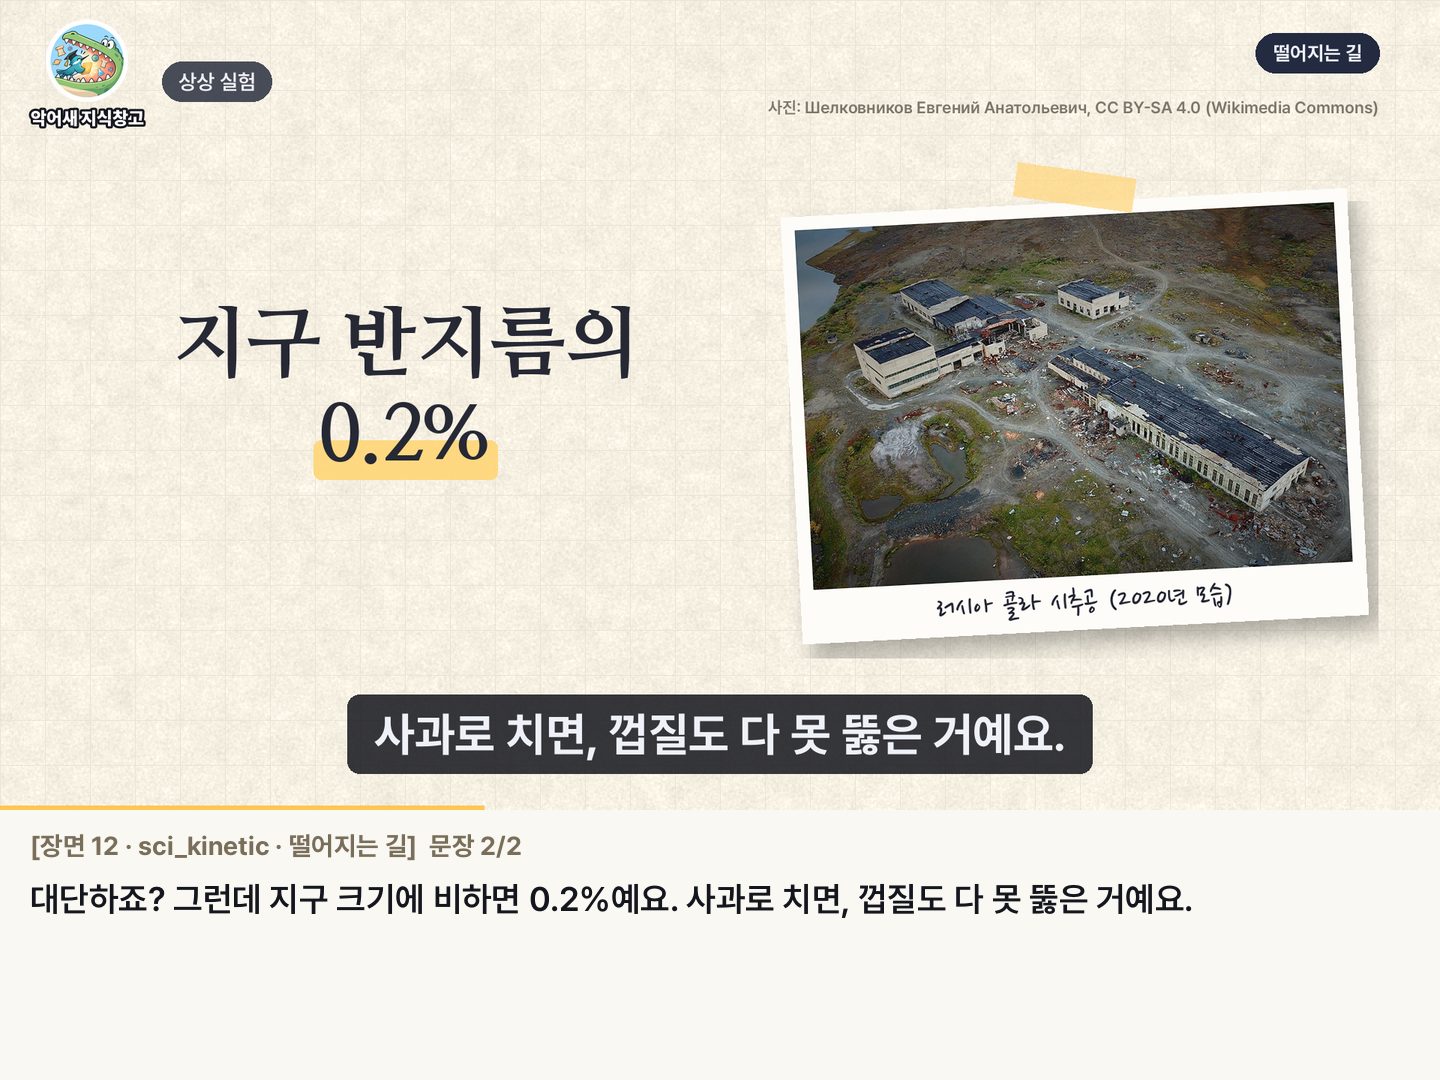 악어새 지식창고
상상 실험
떨어지는 길
사진: Шелковников Евгений Анатольевич, CC BY-SA 4.0 (Wikimedia Commons)
지구 반지름의
0.2%
러시아 콜라 시추공 (2020년 모습)
사과로 치면, 껍질도 다 못 뚫은 거예요.
[장면 12 · sci_kinetic · 떨어지는 길] 문장 2/2
대단하죠? 그런데 지구 크기에 비하면 0.2%예요. 사과로 치면, 껍질도 다 못 뚫은 거예요.